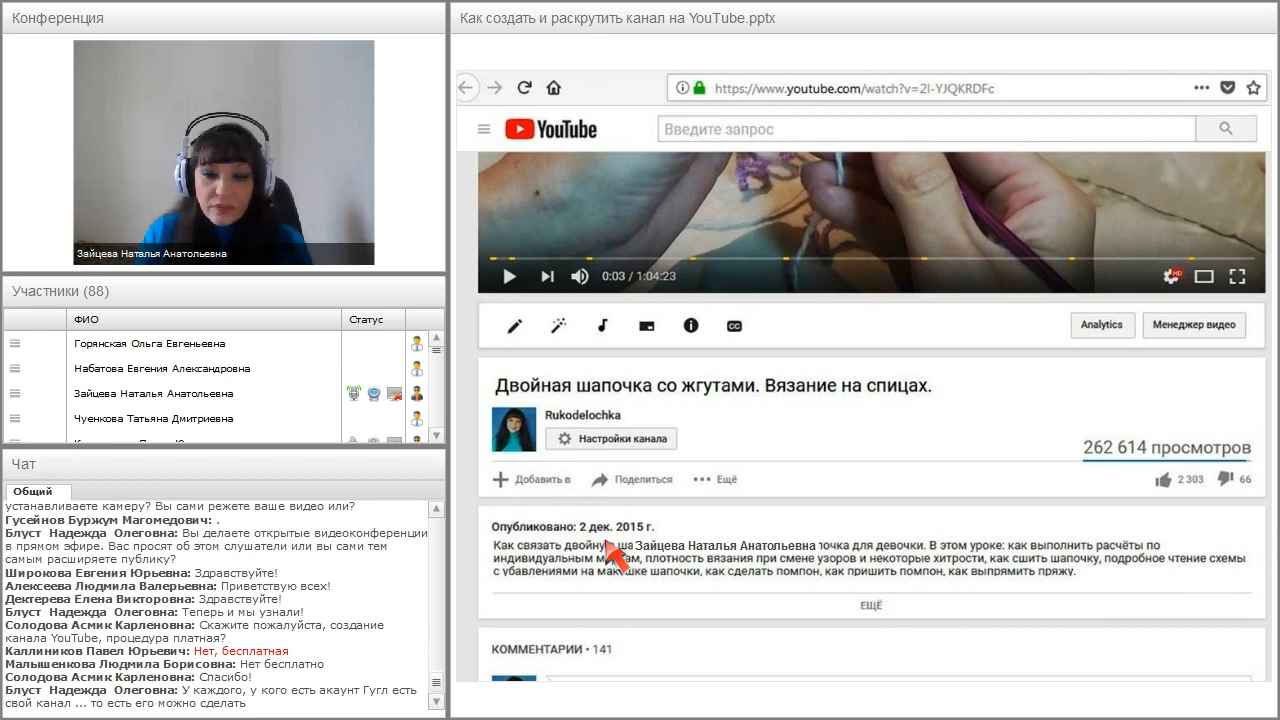 Конференция
Зайцева Наталья Анатольевна
Участники (88)
ФИО
Статус
Горянская Ольга Евгеньевна
Набатова Евгения Александровна
Зайцева Наталья Анатольевна
Чуенкова Татьяна Дмитриевна
Чат
Общий
устанавливаете камеру? Вы сами режете ваше видео или?
Гусейнов Буржум Магомедович: .
Блуст Надежда Олеговна: Вы делаете открытые видеоконференции
в прямом эфире. Вас просят об этом слушатели или вы сами тем
самым расширяете публику?
Широкова Евгения Юрьевна: Здравствуйте!
Алексеева Людмила Валерьевна: Приветствую всех!
Дектерева Елена Викторовна: Здравствуйте!
Блуст Надежда Олеговна: Теперь и мы узнали!
Солодова Асмик Карленовна: Скажите пожалуйста, создание
канала YouTube, процедура платная?
Каллиников Павел Юрьевич: Нет, бесплатная
Малышенкова Людмила Борисовна: Нет бесплатно
Солодова Асмик Карленовна: Спасибо!
Блуст Надежда Олеговна: У каждого, у кого есть акаунт Гугл есть
свой канал ... то есть его можно сделать
Как создать и раскрутить канал на YouTube.pptx
https://www.youtube.com/watch?v=2l-YJQKRDFc
YouTube
Введите запрос
0:03 / 1:04:23
HD
CC
Analytics
Менеджер видео
Двойная шапочка со жгутами. Вязание на спицах.
Rukodelochka
Настройки канала
262 614 просмотров
Добавить в
Поделиться
Ещё
2 303
66
Опубликовано: 2 дек. 2015 г.
Как связать двойную Зайцева Наталья Анатольевна для девочки. В этом уроке: как выполнить расчёты по
индивидуальным плотность вязания при смене узоров и некоторые хитрости, как сшить шапочку, подробное чтение схемы
с убавлениями на макушке шапочки, как сделать помпон, как пришить помпон, как выпрямить пряжу.
ЕЩЁ
КОММЕНТАРИИ • 141